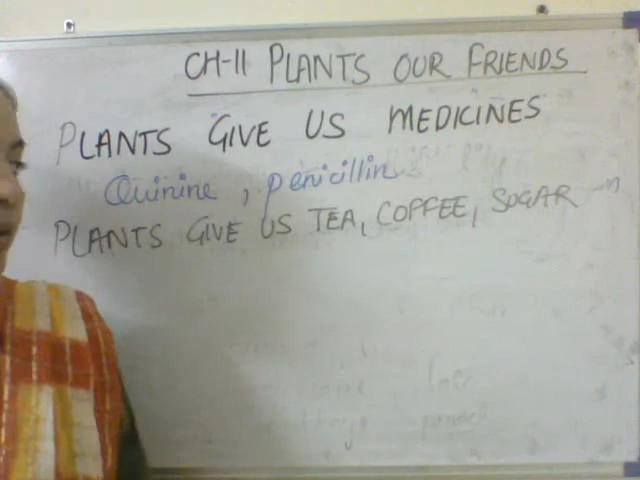 CH-11 PLANTS OUR FRIENDS
PLANTS GIVE US MEDICINES
Quinine, penicillin
PLANTS GIVE US TEA, COFFEE, SUGAR